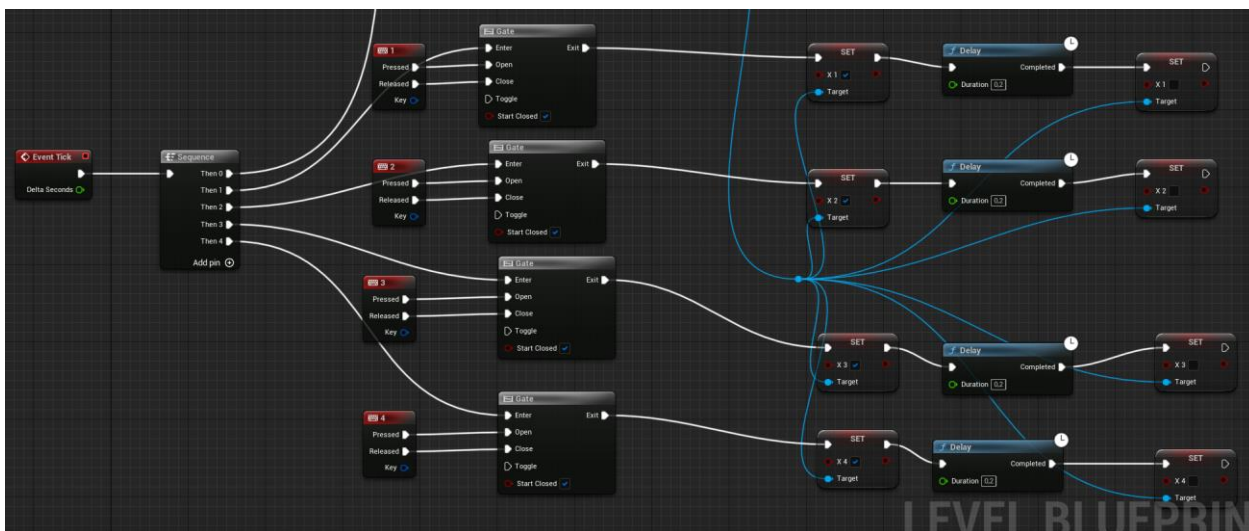 Event Tick
Delta Seconds
Sequence
Then 0
Then 1
Then 2
Then 3
Then 4
Add pin
1
Pressed
Released
Key
Gate
Enter Exit
Open
Close
Toggle
Start Closed
SET
X 1
Target
Delay
Completed
Duration 0,2
SET
X 1
Target
2
Pressed
Released
Key
Gate
Enter Exit
Open
Close
Toggle
Start Closed
SET
X 2
Target
Delay
Completed
Duration 0,2
SET
X 2
Target
3
Pressed
Released
Key
Gate
Enter Exit
Open
Close
Toggle
Start Closed
SET
X 3
Target
Delay
Completed
Duration 0,2
SET
X 3
Target
4
Pressed
Released
Key
Gate
Enter Exit
Open
Close
Toggle
Start Closed
SET
X 4
Target
Delay
Completed
Duration 0,2
SET
X 4
Target
LEVEL BLUEPRIN